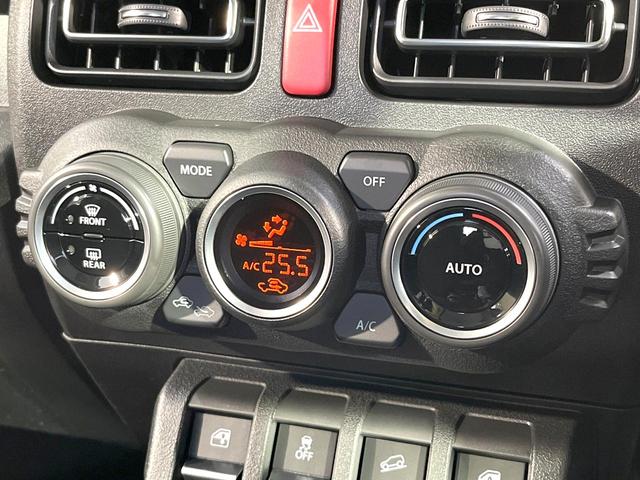 MODE
OFF
FRONT
REAR
A/C 25.5
AUTO
A/C
OFF